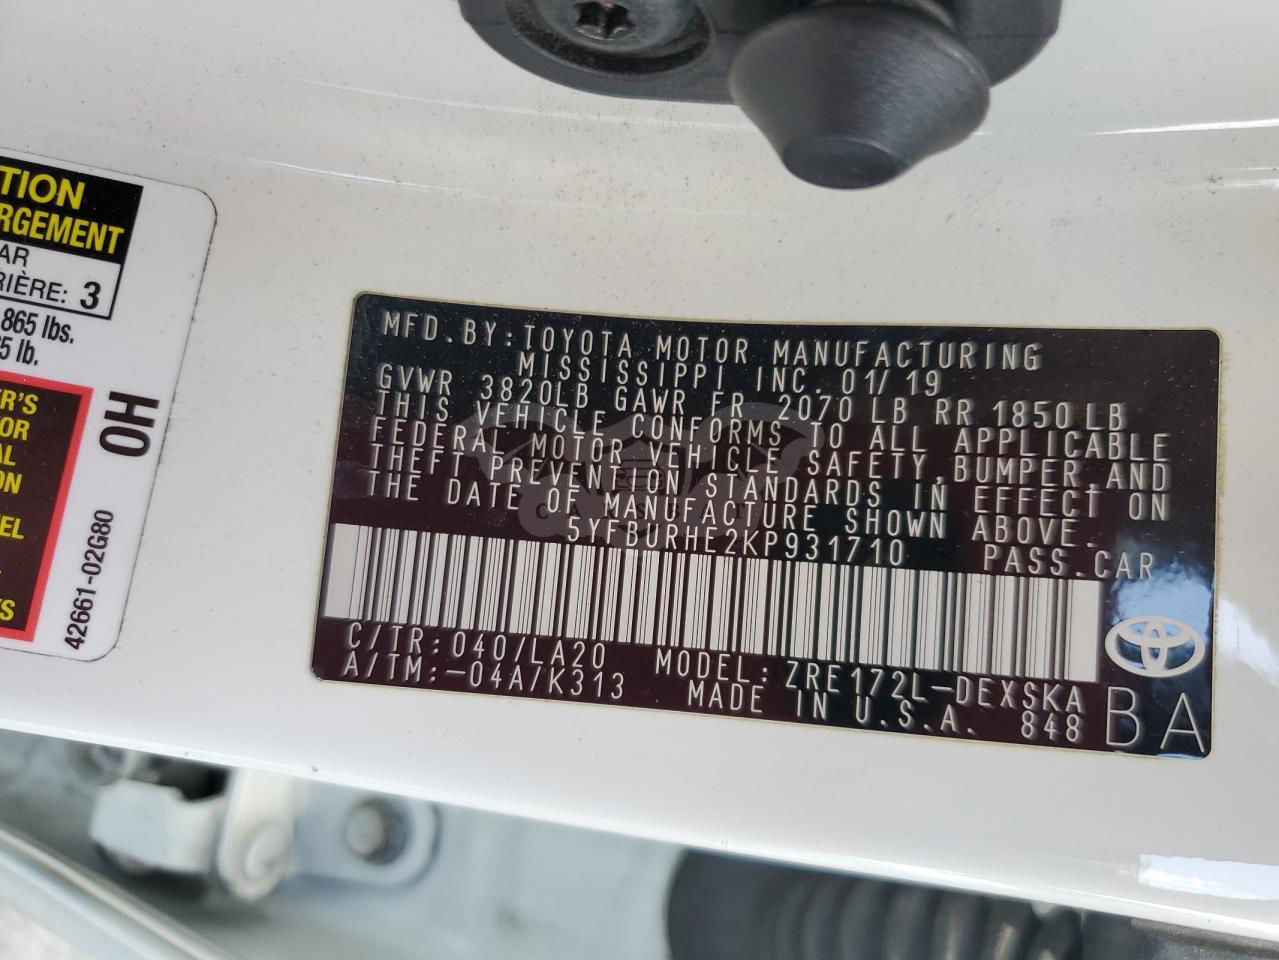 TION
RGEMENT
AR
RIÈRE: 3
865 lbs.
5 lb.
ER'S
OR
AL
ON
EL
S
OH
42661-02G80
MFD. BY: TOYOTA MOTOR MANUFACTURING
MISSISSIPPI INC. 01/19
GVWR 3820LB GAWR FR 2070 LB RR 1850 LB
THIS VEHICLE CONFORMS TO ALL APPLICABLE
FEDERAL MOTOR VEHICLE SAFETY, BUMPER, AND
THEFT PREVENTION STANDARDS IN EFFECT ON
THE DATE OF MANUFACTURE SHOWN ABOVE.
5YFBURHE2KP931710 PASS. CAR
C/TR: 040/LA20 MODEL: ZRE172L-DEXSKA
A/TM: -04A/K313 MADE IN U.S.A. 848
BA